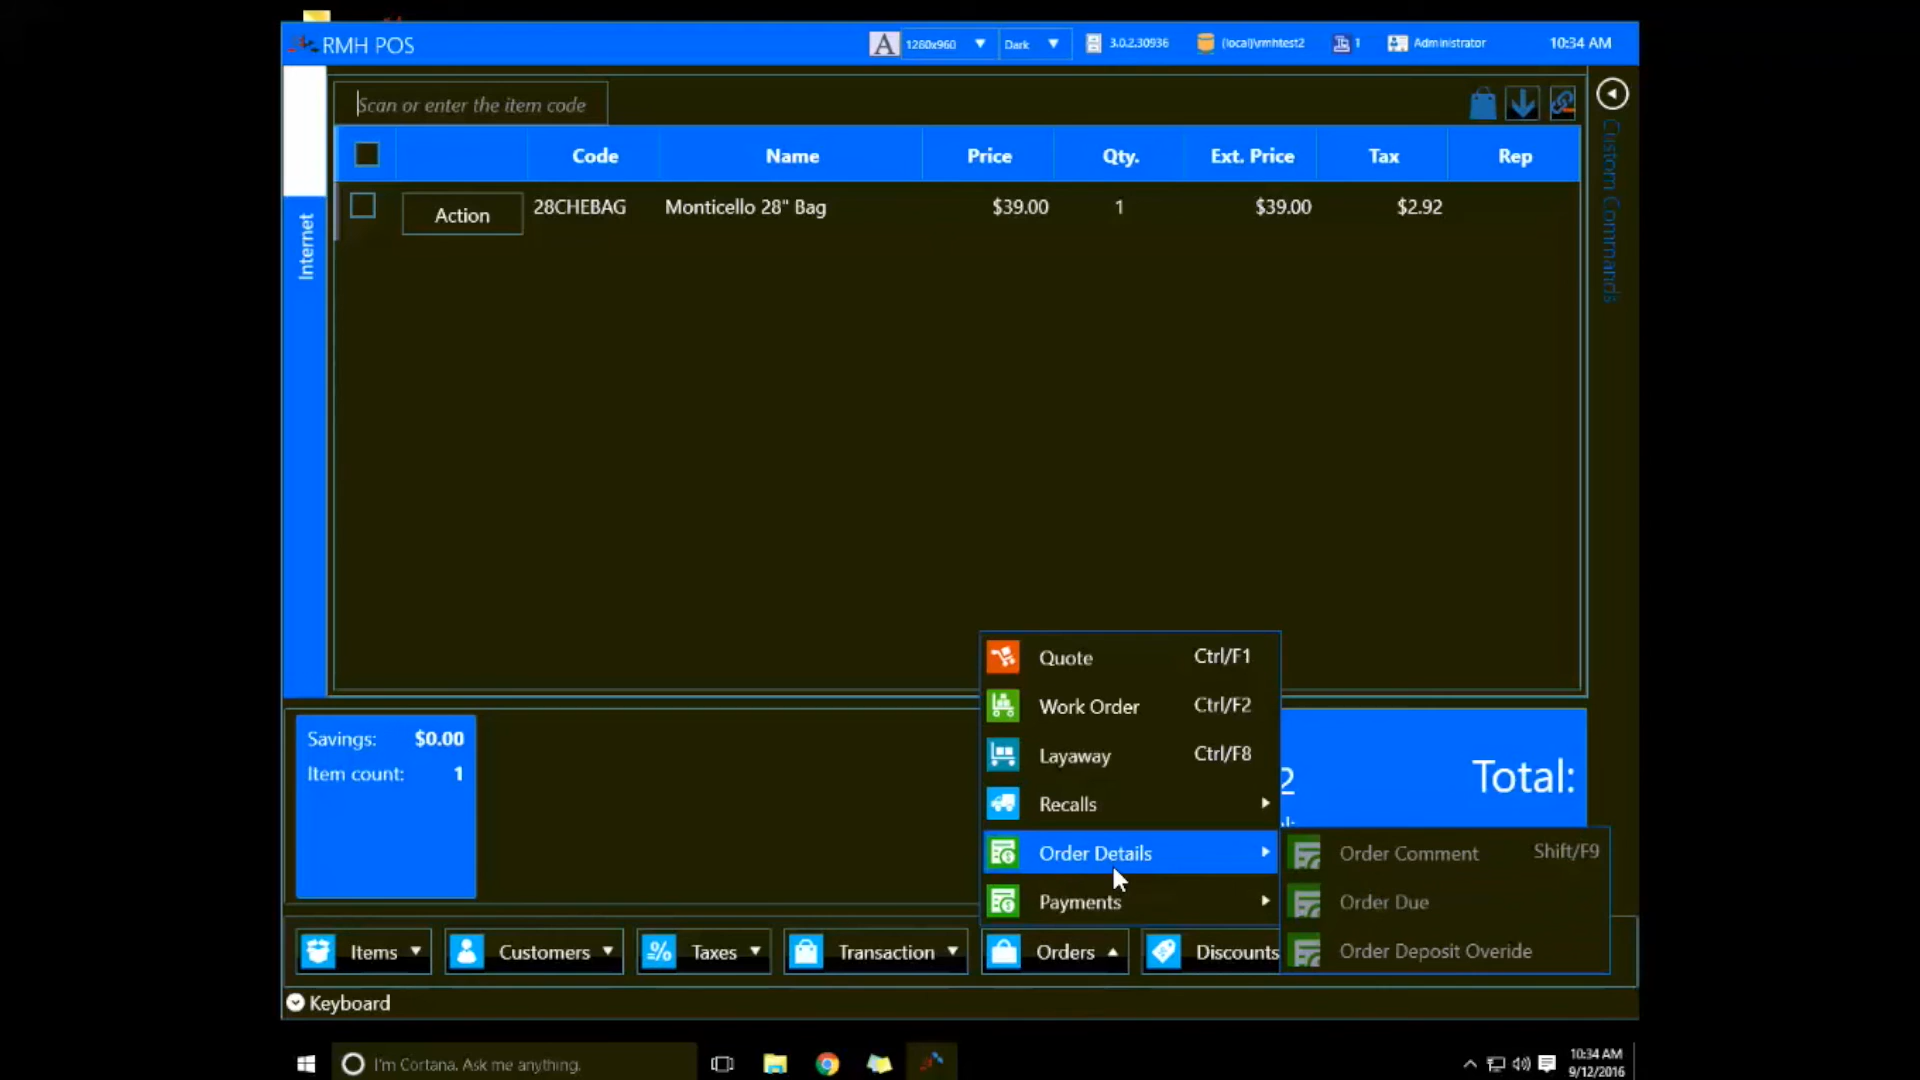 RMH POS
A
1280x960
Dark
3.0.2.30936
(local)\rmhtest2
1
Administrator
10:34 AM
Scan or enter the item code
Custom Commands
Code
Name
Price
Qty.
Ext. Price
Tax
Rep
Action
28CHEBAG
Monticello 28" Bag
$39.00
1
$39.00
$2.92
Internet
Quote Ctrl/F1
Work Order Ctrl/F2
Layaway Ctrl/F8
Recalls
Order Details
Payments
Order Comment Shift/F9
Order Due
Order Deposit Overide
Savings: $0.00
Item count: 1
2
Total:
Items
Customers
Taxes
Transaction
Orders
Discounts
Keyboard
I'm Cortana. Ask me anything.
10:34 AM
9/12/2016